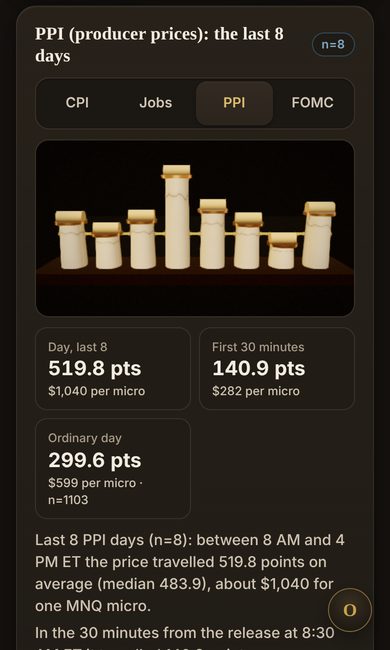 PPI (producer prices): the last 8
days
n=8
CPI
Jobs
PPI
FOMC
Day, last 8
519.8 pts
$1,040 per micro
First 30 minutes
140.9 pts
$282 per micro
Ordinary day
299.6 pts
$599 per micro ·
n=1103
Last 8 PPI days (n=8): between 8 AM and 4
PM ET the price travelled 519.8 points on
average (median 483.9), about $1,040 for
one MNQ micro.
O
In the 30 minutes from the release at 8:30